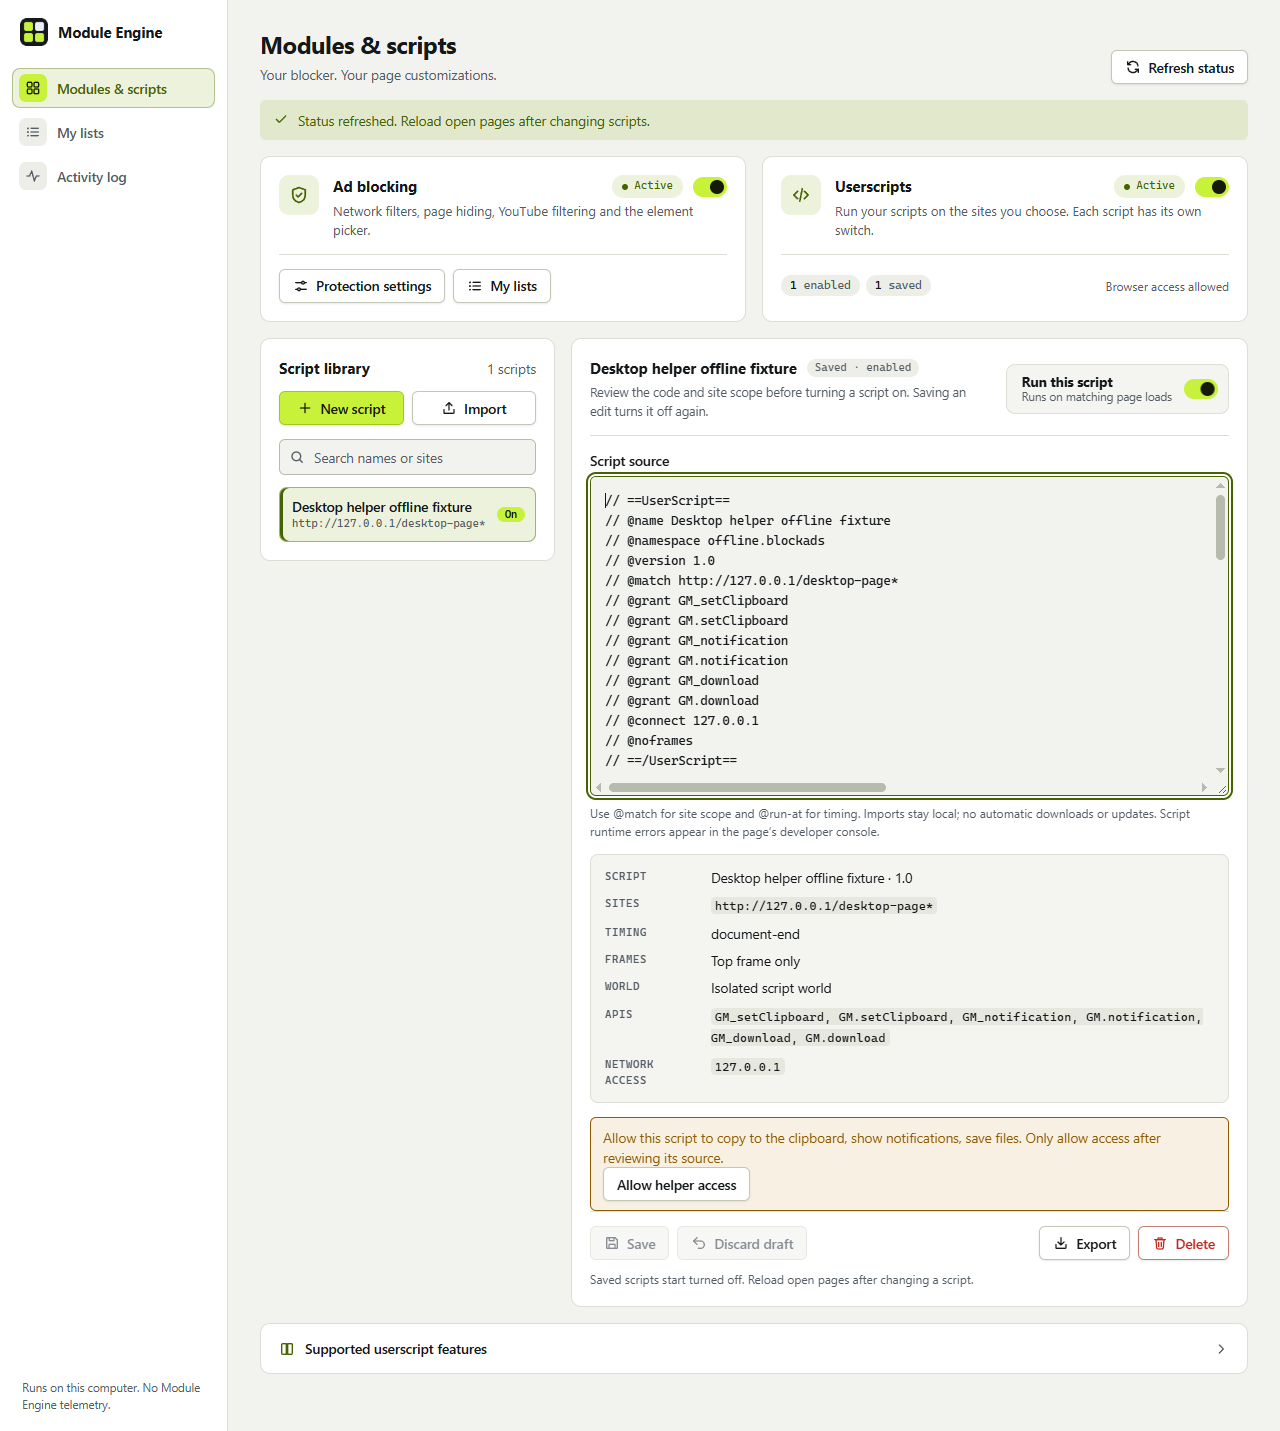 Module Engine
Modules & scripts
My lists
Activity log
Runs on this computer. No Module
Engine telemetry.
Modules & scripts
Your blocker. Your page customizations.
Refresh status
Status refreshed. Reload open pages after changing scripts.
Ad blocking
Active
Network filters, page hiding, YouTube filtering and the element
picker.
Protection settings
My lists
Userscripts
Active
Run your scripts on the sites you choose. Each script has its own
switch.
1 enabled
1 saved
Browser access allowed
Script library
1 scripts
New script
Import
Search names or sites
Desktop helper offline fixture
http://127.0.0.1/desktop-page*
On
Desktop helper offline fixture
Saved · enabled
Review the code and site scope before turning a script on. Saving an
edit turns it off again.
Run this script
Runs on matching page loads
Script source
// ==UserScript==
// @name Desktop helper offline fixture
// @namespace offline.blockads
// @version 1.0
// @match http://127.0.0.1/desktop-page*
// @grant GM_setClipboard
// @grant GM.setClipboard
// @grant GM_notification
// @grant GM.notification
// @grant GM_download
// @grant GM.download
// @connect 127.0.0.1
// @noframes
// ==/UserScript==
Use @match for site scope and @run-at for timing. Imports stay local; no automatic downloads or updates. Script
runtime errors appear in the page's developer console.
SCRIPT
Desktop helper offline fixture · 1.0
SITES
http://127.0.0.1/desktop-page*
TIMING
document-end
FRAMES
Top frame only
WORLD
Isolated script world
APIS
GM_setClipboard, GM.setClipboard, GM_notification, GM.notification,
GM_download, GM.download
NETWORK
ACCESS
127.0.0.1
Allow this script to copy to the clipboard, show notifications, save files. Only allow access after
reviewing its source.
Allow helper access
Save
Discard draft
Export
Delete
Saved scripts start turned off. Reload open pages after changing a script.
Supported userscript features